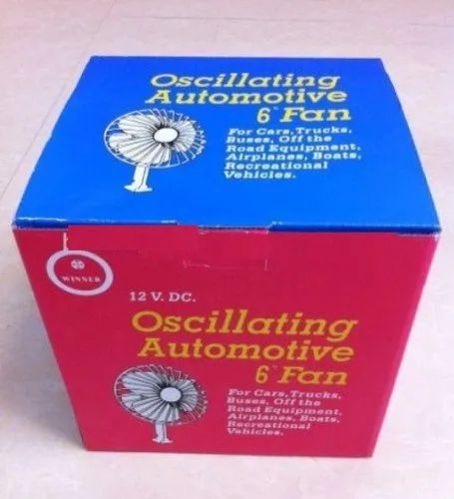 Oscillating
Automotive
6" Fan
For Cars, Trucks,
Buses, Off the
Road Equipment,
Airplanes, Boats,
Recreational
Vehicles.
WINNER
12 V. DC.
Oscillating
Automotive
6" Fan
For Cars, Trucks,
Buses, Off the
Road Equipment,
Airplanes, Boats,
Recreational
Vehicles.